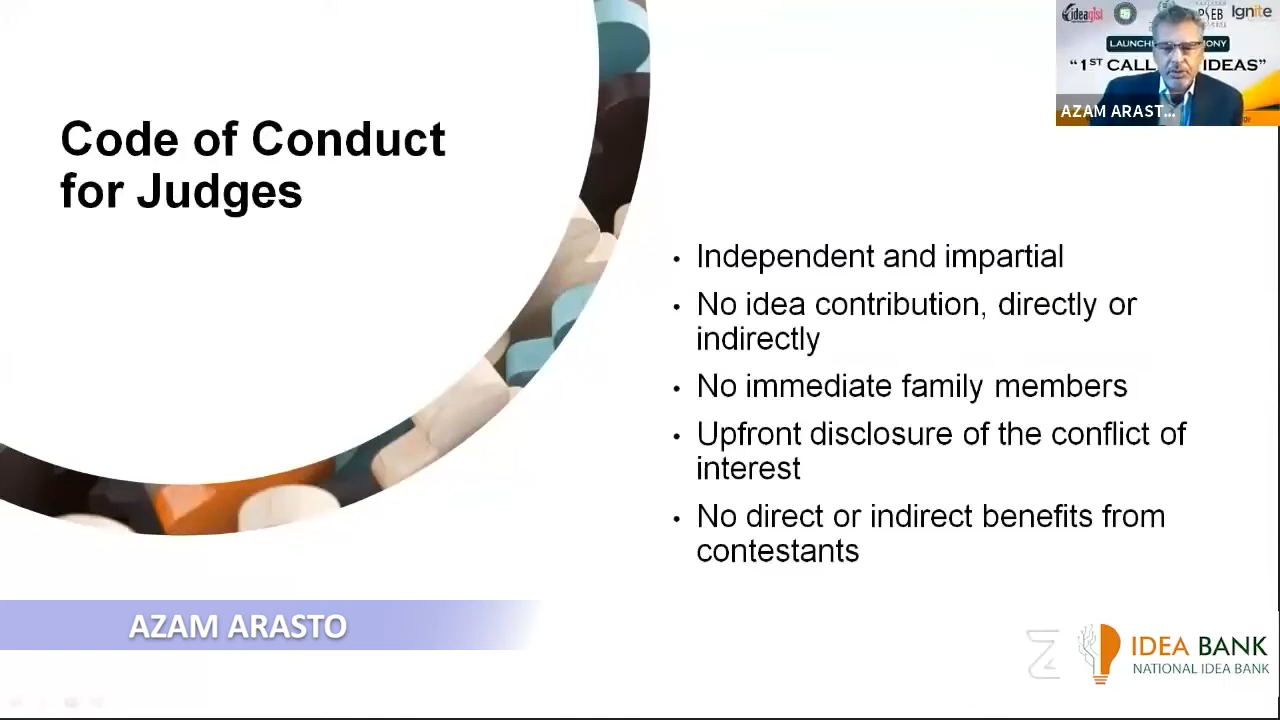 ideagist
PSEB
Ignite
“1ST CALL IDEAS”
AZAM ARAST...
Code of Conduct
for Judges
• Independent and impartial
• No idea contribution, directly or
indirectly
• No immediate family members
• Upfront disclosure of the conflict of
interest
• No direct or indirect benefits from
contestants
AZAM ARASTO
IDEA BANK
NATIONAL IDEA BANK